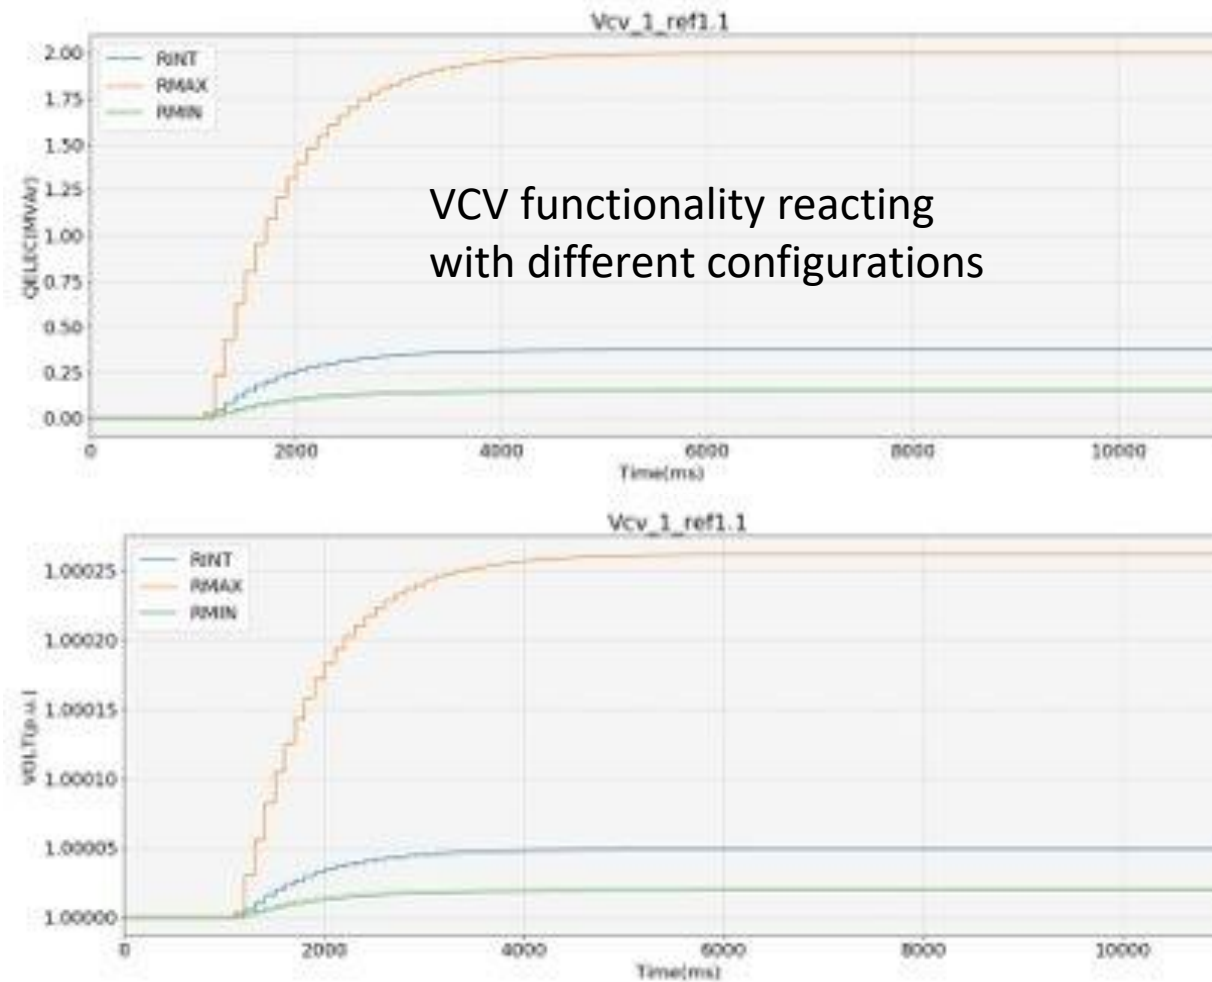 Vcv_1_ref1.1
2.00
1.75
1.50
1.25
1.00
0.75
0.50
0.25
0.00
QELEC(MVAr)
RINT
RMAX
RMIN
VCV functionality reacting
with different configurations
0 2000 4000 6000 8000 10000
Time(ms)
Vcv_1_ref1.1
1.00025
1.00020
1.00015
1.00010
1.00005
1.00000
VOLT(p.u.)
RINT
RMAX
RMIN
0 2000 4000 6000 8000 10000
Time(ms)